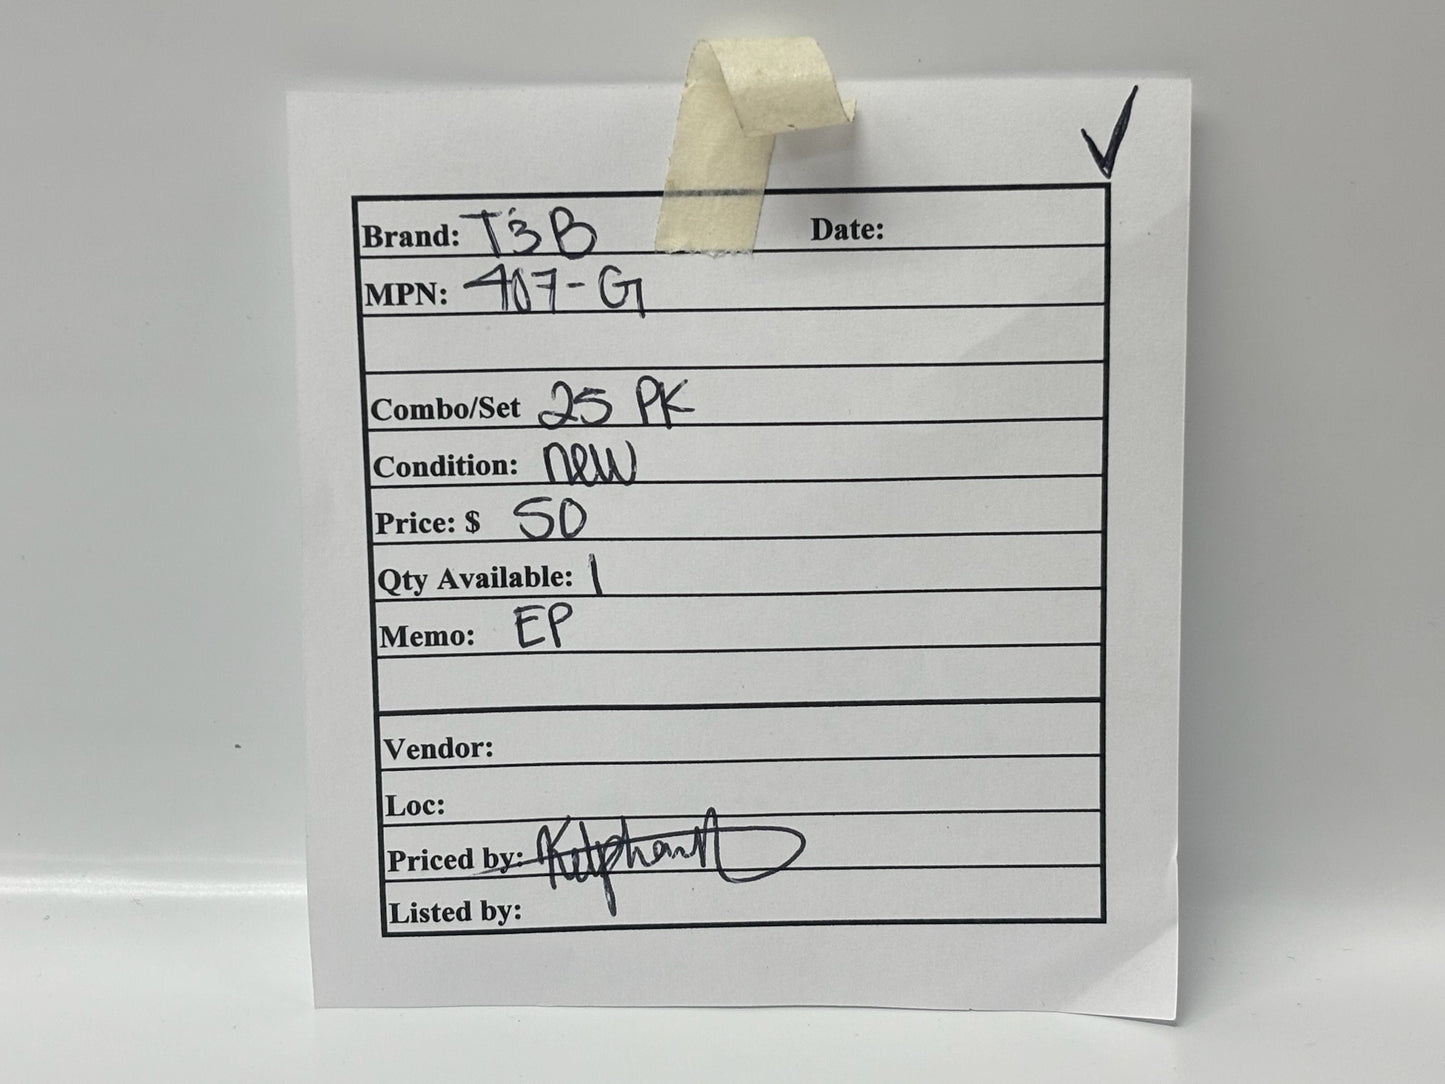 Brand: T3B Date:
MPN: 407-G
Combo/Set 25 PK
Condition: new
Price: $ 50
Qty Available: 1
Memo: EP
Vendor:
Loc:
Priced by:
Listed by: